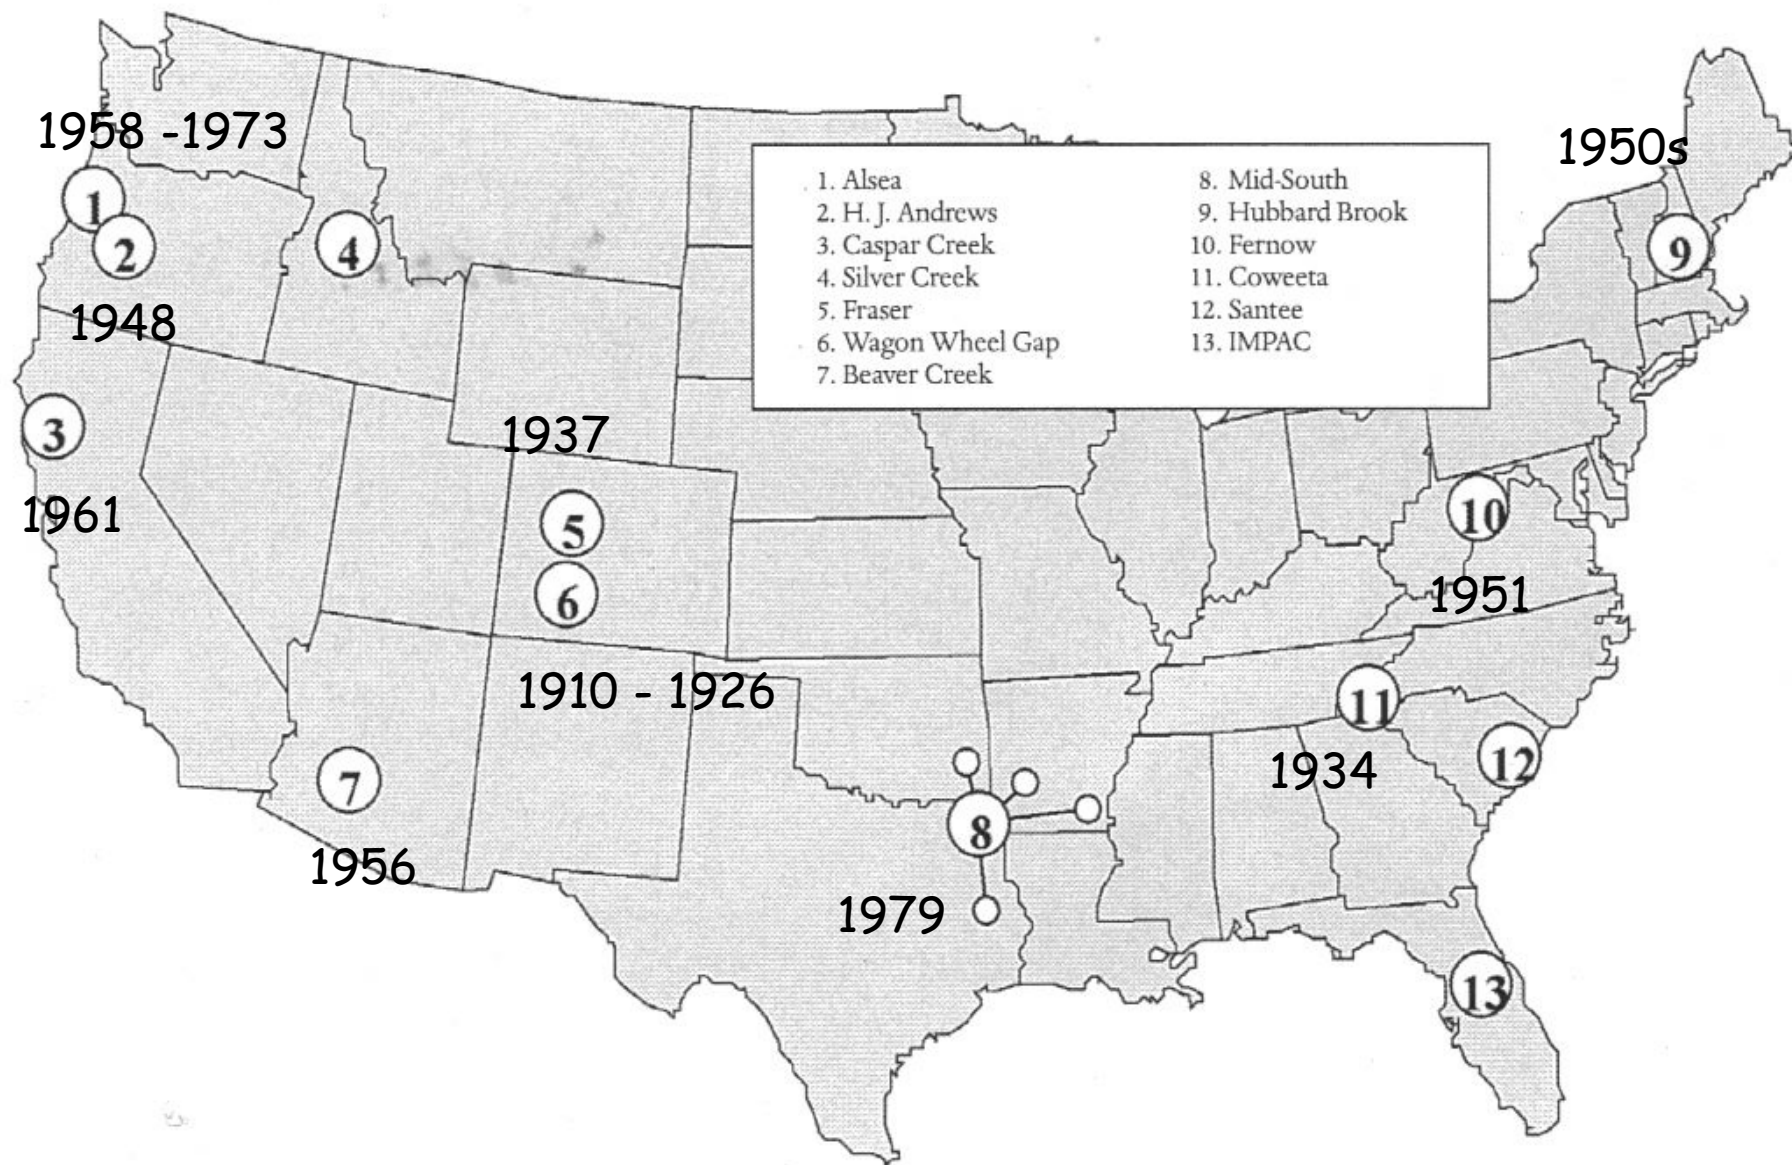 1958 -1973
1950s
1. Alsea
2. H. J. Andrews
3. Caspar Creek
4. Silver Creek
5. Fraser
6. Wagon Wheel Gap
7. Beaver Creek
8. Mid-South
9. Hubbard Brook
10. Fernow
11. Coweeta
12. Santee
13. IMPAC
1
2
4
9
1948
3
1937
1961
5
10
6
1951
1910 - 1926
11
12
1934
7
8
1956
1979
13